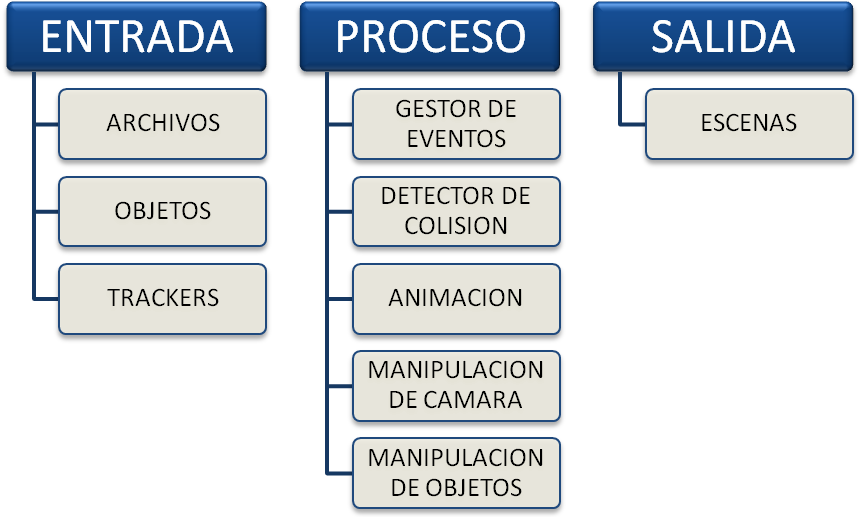 ENTRADA
ARCHIVOS
OBJETOS
TRACKERS
PROCESO
GESTOR DE
EVENTOS
DETECTOR DE
COLISION
ANIMACION
MANIPULACION
DE CAMARA
MANIPULACION
DE OBJETOS
SALIDA
ESCENAS